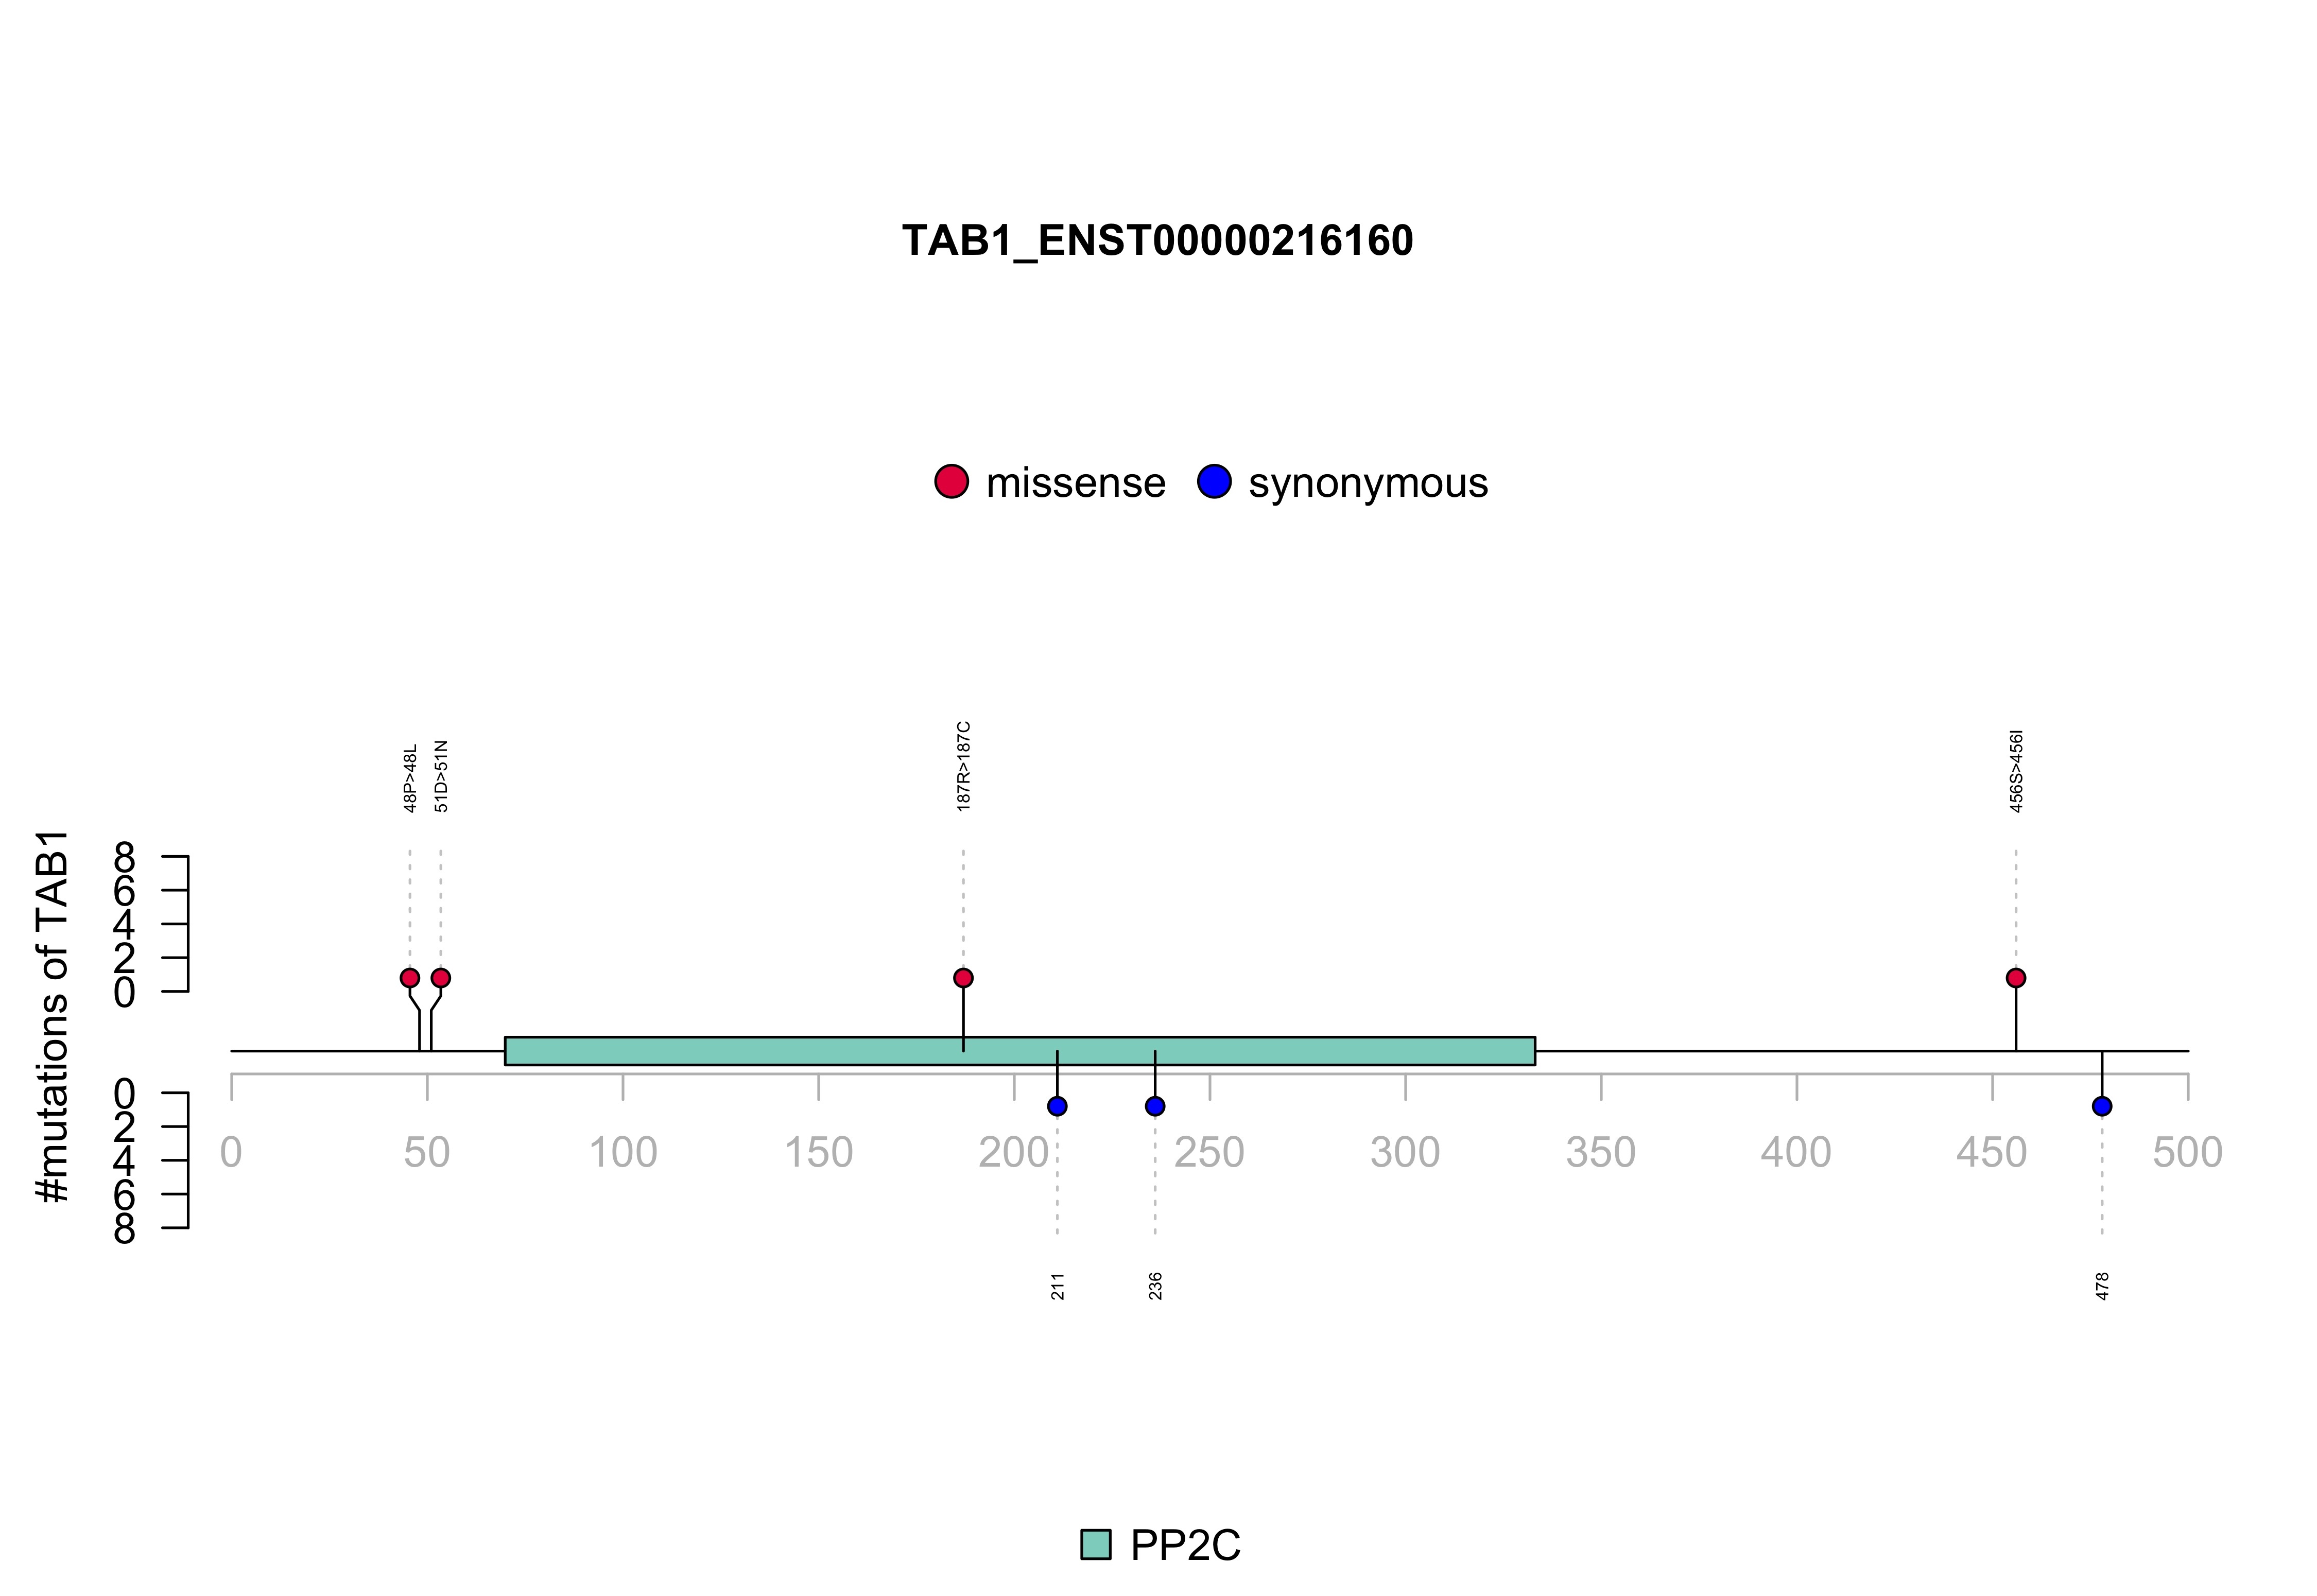 TAB1_ENST00000216160
missense synonymous
48P>48L
51D>51N
187R>187C
456S>456I
#mutations of TAB1
8
6
4
2
0
0
2
4
6
8
0 50 100 150 200 250 300 350 400 450 500
211
236
478
PP2C